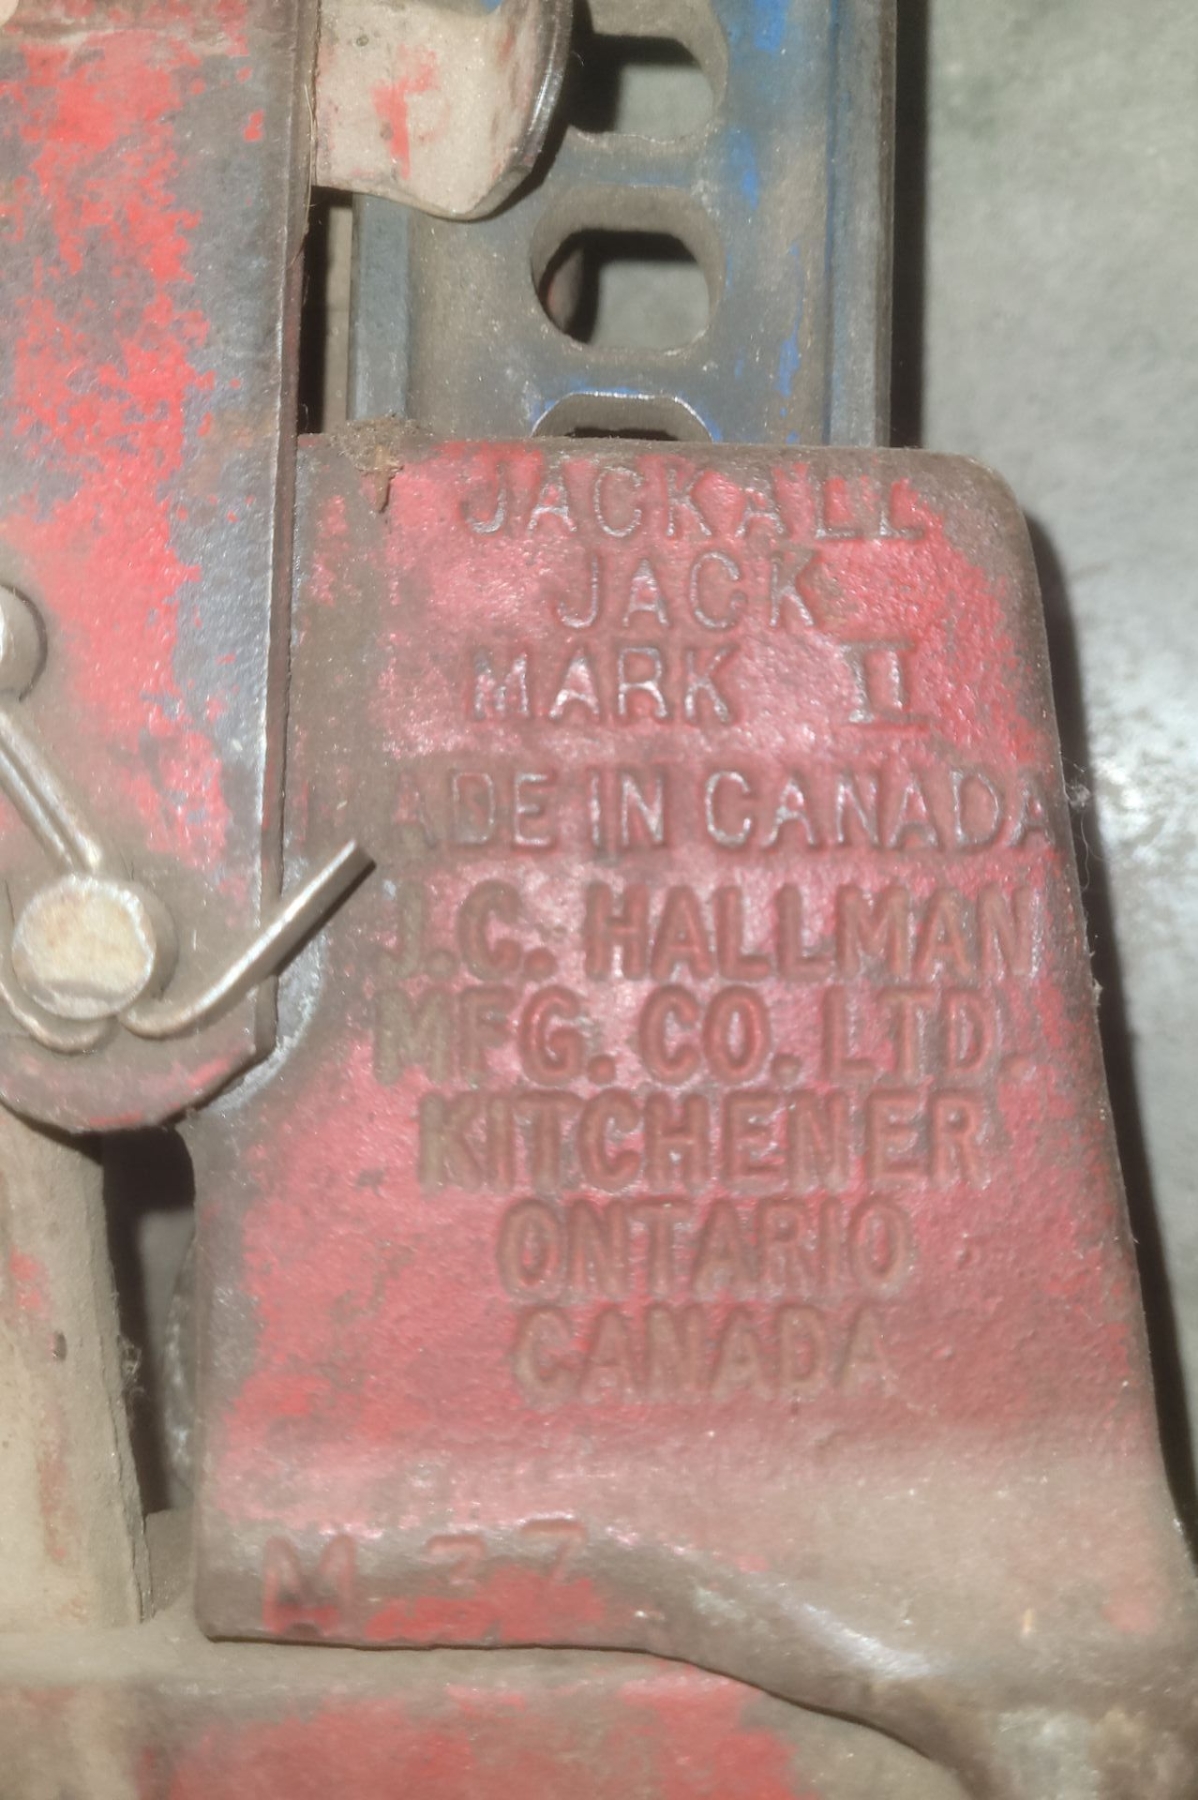 JACKALL
JACK
MARK II
ADE IN CANADA
J.C. HALLMAN
MFG. CO. LTD.
KITCHENER
ONTARIO
CANADA
M